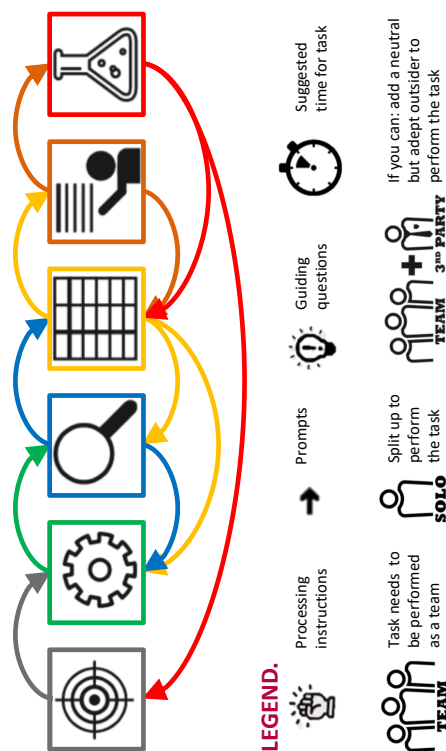 LEGEND.
Processing
instructions
Prompts
Guiding
questions
Suggested
time for task
TEAM
Task needs to
be performed
as a team
SOLO
Split up to
perform
the task
TEAM
3RD PARTY
If you can: add a neutral
but adept outsider to
perform the task